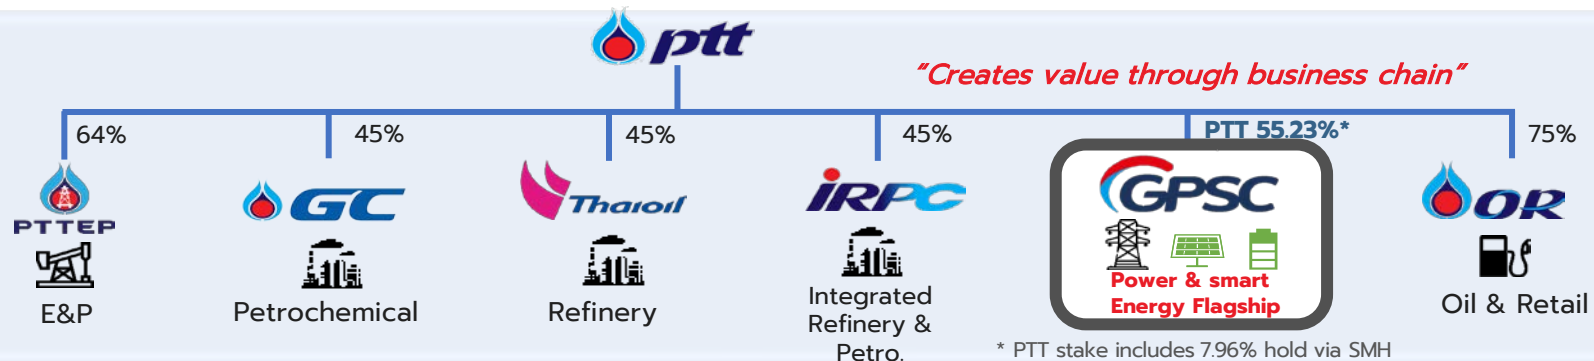 ptt
"Creates value through business chain"
64%
45%
45%
45%
PTT 55.23%*
75%
PTTEP
GC
Thaioil
IRPC
GPSC
OR
E&P
Petrochemical
Refinery
Integrated
Refinery &
Petro.
Power & smart
Energy Flagship
Oil & Retail
* PTT stake includes 7.96% hold via SMH